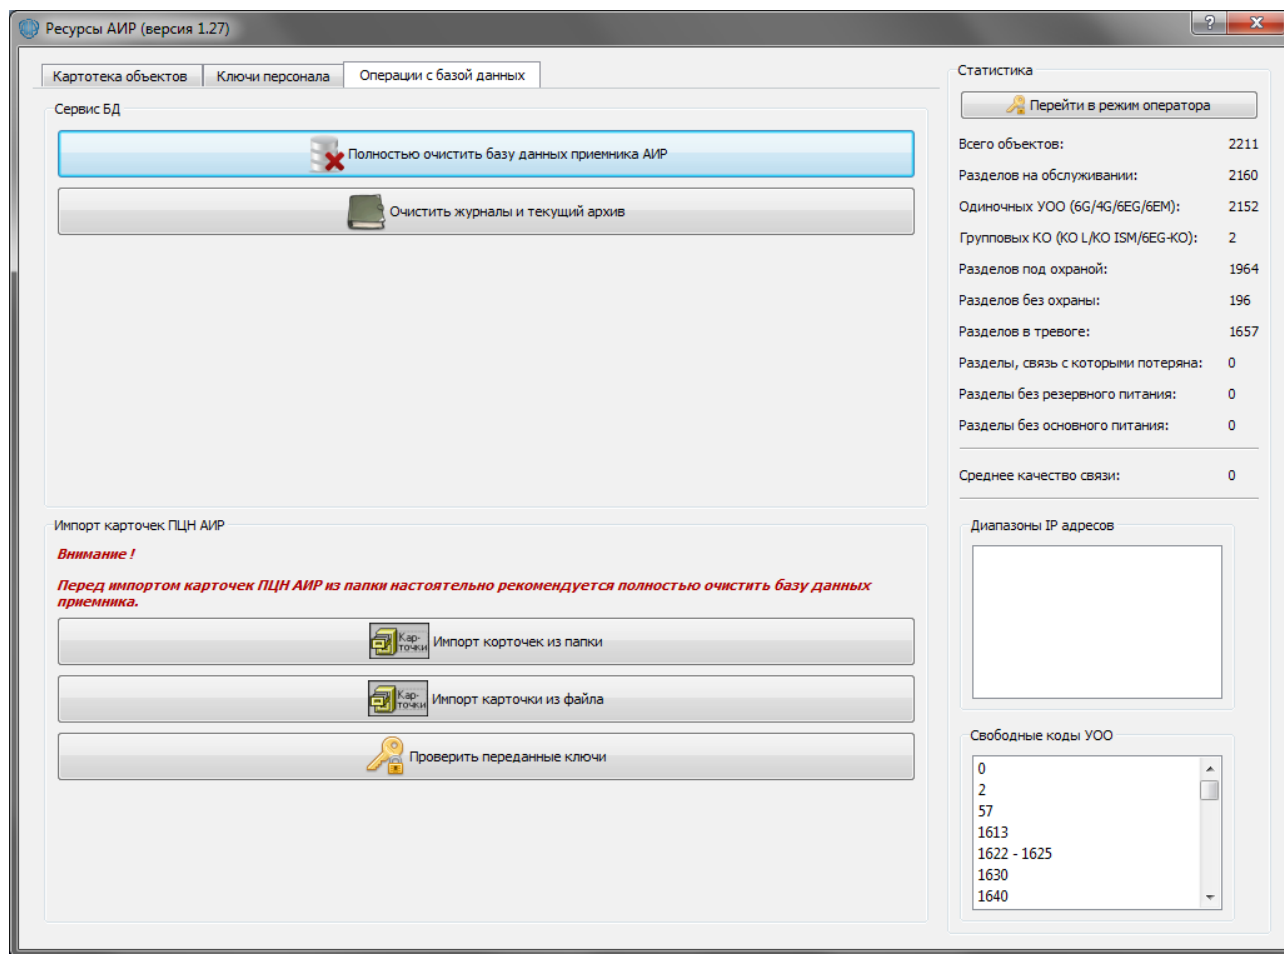 Ресурсы АИР (версия 1.27)
Картотека объектов
Ключи персонала
Операции с базой данных
Сервис БД
Полностью очистить базу данных приемника АИР
Очистить журналы и текущий архив
Импорт карточек ПЦН АИР
Внимание !
Перед импортом карточек ПЦН АИР из папки настоятельно рекомендуется полностью очистить базу данных
приемника.
Кар-
точки
Импорт корточек из папки
Кар-
точки
Импорт карточки из файла
Проверить переданные ключи
Статистика
Перейти в режим оператора
Всего объектов: 2211
Разделов на обслуживании: 2160
Одиночных УОО (6G/4G/6EG/6EM): 2152
Групповых КО (KO L/KO ISM/6EG-KO): 2
Разделов под охраной: 1964
Разделов без охраны: 196
Разделов в тревоге: 1657
Разделы, связь с которыми потеряна: 0
Разделы без резервного питания: 0
Разделы без основного питания: 0
Среднее качество связи: 0
Диапазоны IP адресов
Свободные коды УОО
0
2
57
1613
1622 - 1625
1630
1640